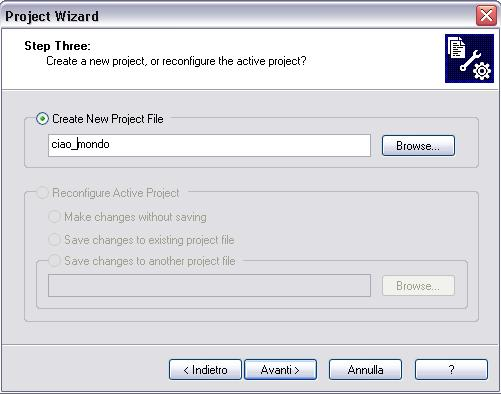 Project Wizard
Step Three:
Create a new project, or reconfigure the active project?
Create New Project File
ciao_mondo
Browse...
Reconfigure Active Project
Make changes without saving
Save changes to existing project file
Save changes to another project file
Browse...
< Indietro
Avanti >
Annulla
?